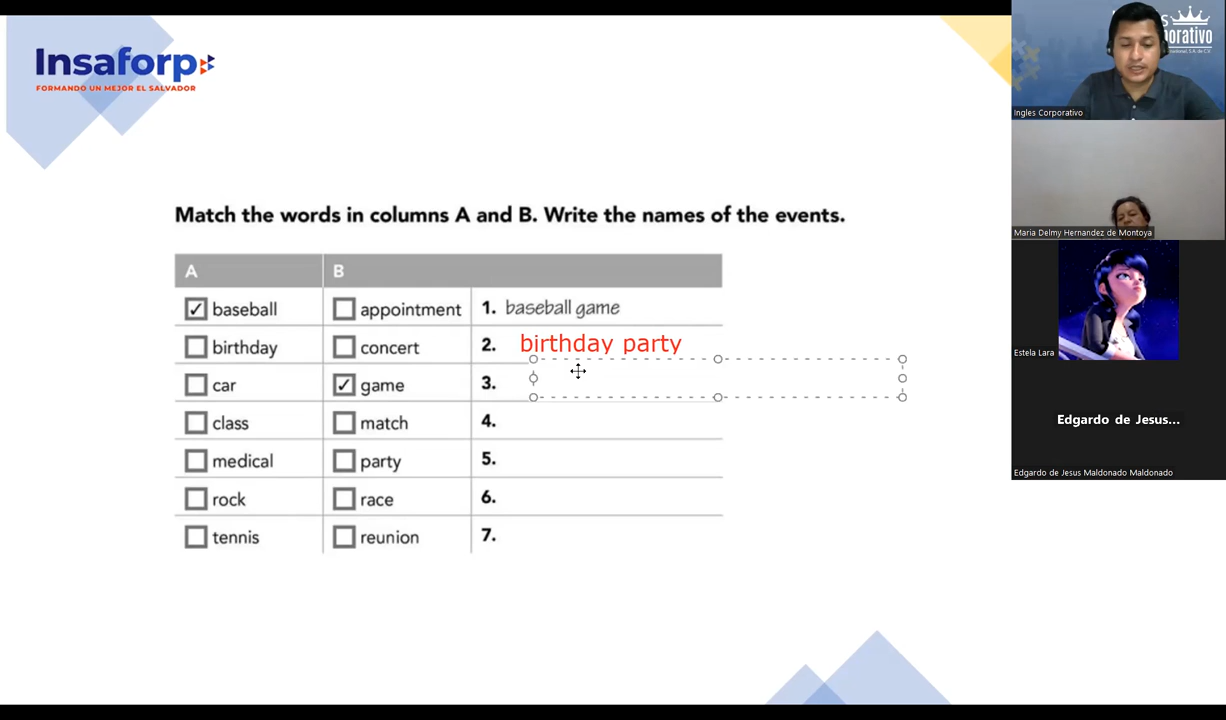 Insaforp
FORMANDO UN MEJOR EL SALVADOR
Match the words in columns A and B. Write the names of the events.
A B
baseball appointment 1. baseball game
birthday concert 2. birthday party
car game 3.
class match 4.
medical party 5.
rock race 6.
tennis reunion 7.
Ingles Corporativo
Maria Delmy Hernandez de Montoya
Estela Lara
Edgardo de Jesus...
Edgardo de Jesus Maldonado Maldonado